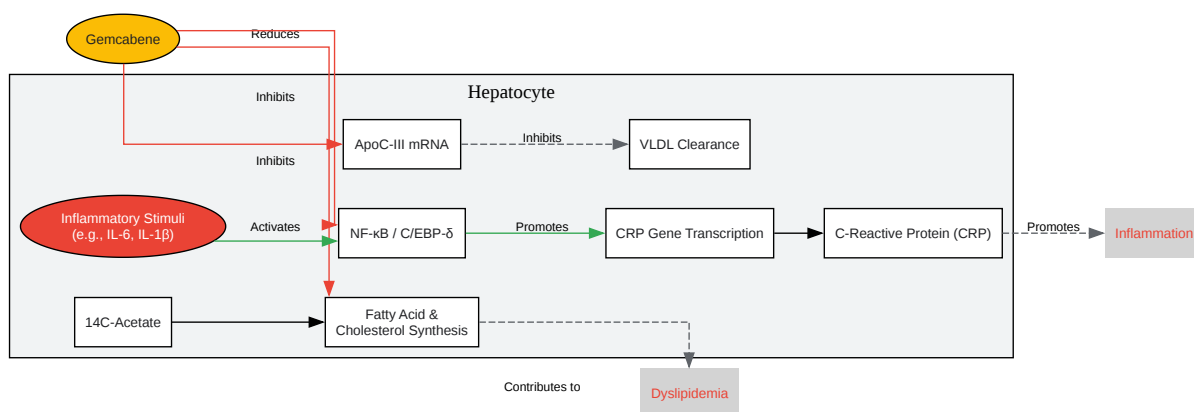 Gemcabene
Reduces
Hepatocyte
Inhibits
ApoC-III mRNA
Inhibits
VLDL Clearance
Inhibits
Inflammatory Stimuli
(e.g., IL-6, IL-1β)
Activates
NF-κB / C/EBP-δ
Promotes
CRP Gene Transcription
C-Reactive Protein (CRP)
Promotes
Inflammation
14C-Acetate
Fatty Acid &
Cholesterol Synthesis
Contributes to
Dyslipidemia